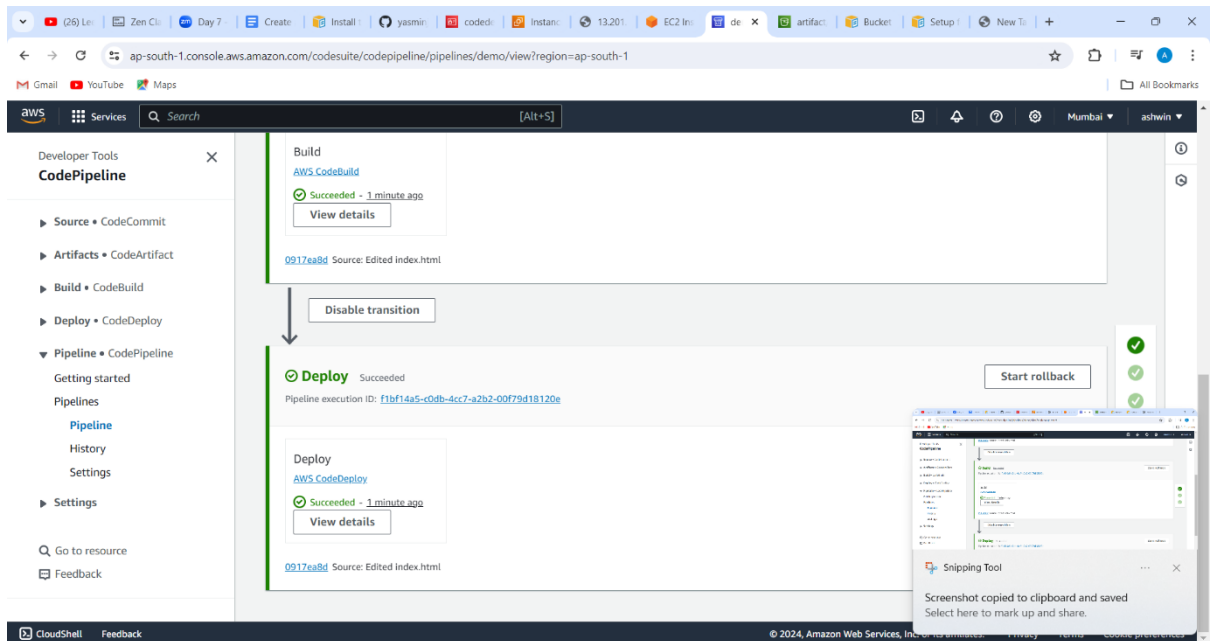 (26) Le
Zen Cla
Day 7 -
Create
Install
yasmin
codede
Instanc
13.201.
EC2 Ins
de
artifact
Bucket
Setup f
New Ta
ap-south-1.console.aws.amazon.com/codesuite/codepipeline/pipelines/demo/view?region=ap-south-1
A
Gmail YouTube Maps All Bookmarks
aws Services Search [Alt+S] Mumbai ashwin
Developer Tools
CodePipeline
Source • CodeCommit
Artifacts • CodeArtifact
Build • CodeBuild
Deploy • CodeDeploy
Pipeline • CodePipeline
Getting started
Pipelines
Pipeline
History
Settings
Settings
Go to resource
Feedback
Build
AWS CodeBuild
Succeeded - 1 minute ago
View details
0917ea8d Source: Edited index.html
Disable transition
Deploy Succeeded
Start rollback
Pipeline execution ID: f1bf14a5-c0db-4cc7-a2b2-00f79d18120e
Deploy
AWS CodeDeploy
Succeeded - 1 minute ago
View details
0917ea8d Source: Edited index.html
Snipping Tool
Screenshot copied to clipboard and saved
Select here to mark up and share.
CloudShell Feedback
© 2024, Amazon Web Services, Inc. or its affiliates. Privacy Terms Cookie preferences